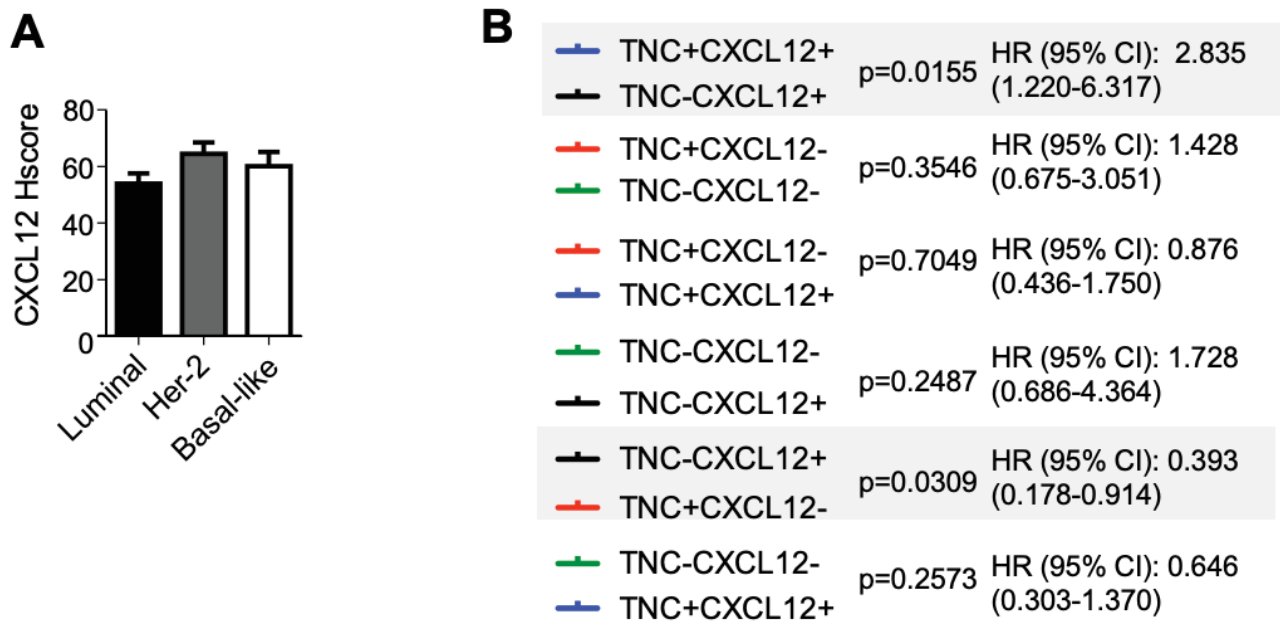 A
CXCL12 Hscore
80
60
40
20
0
Luminal
Her-2
Basal-like
B
TNC+CXCL12+
TNC-CXCL12+
p=0.0155
HR (95% CI): 2.835
(1.220-6.317)
TNC+CXCL12-
TNC-CXCL12-
p=0.3546
HR (95% CI): 1.428
(0.675-3.051)
TNC+CXCL12-
TNC+CXCL12+
p=0.7049
HR (95% CI): 0.876
(0.436-1.750)
TNC-CXCL12-
TNC-CXCL12+
p=0.2487
HR (95% CI): 1.728
(0.686-4.364)
TNC-CXCL12+
TNC+CXCL12-
p=0.0309
HR (95% CI): 0.393
(0.178-0.914)
TNC-CXCL12-
TNC+CXCL12+
p=0.2573
HR (95% CI): 0.646
(0.303-1.370)